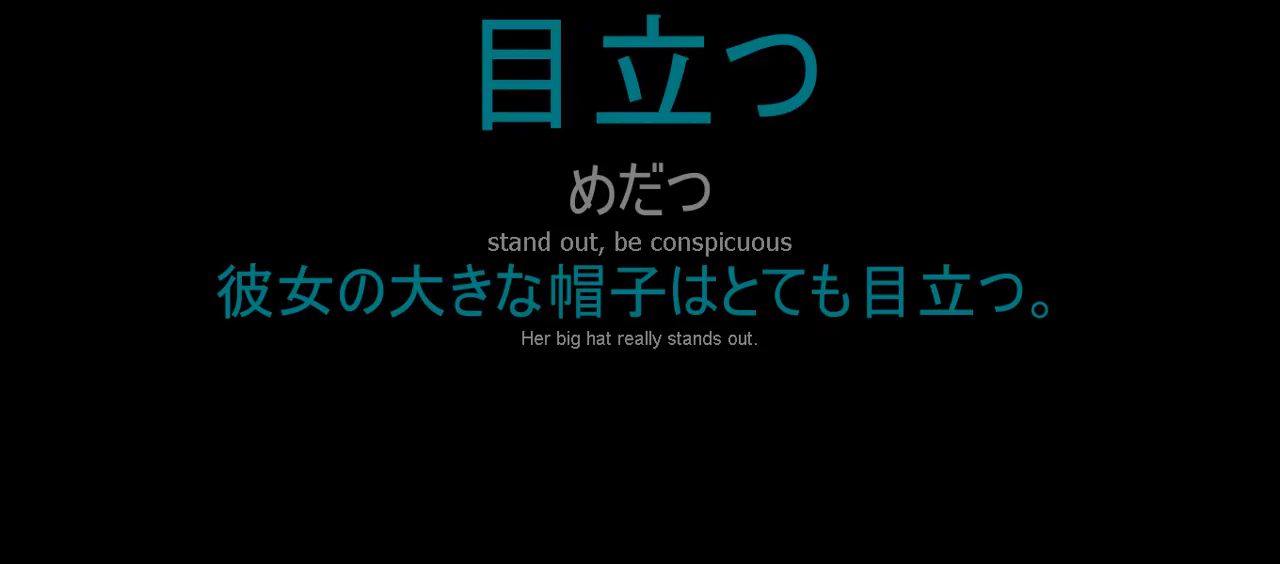 目立つ
めだつ
stand out, be conspicuous
彼女の大きな帽子はとても目立つ。
Her big hat really stands out.